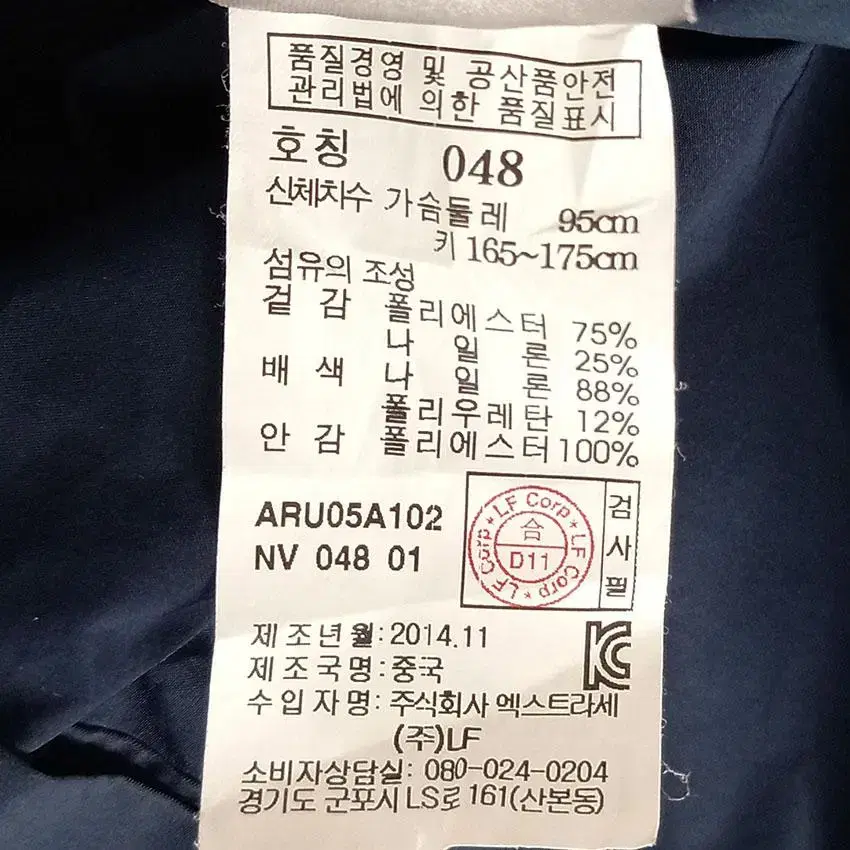 품질경영 및 공산품안전
관리법에 의한 품질표시
호칭 048
신체치수 가슴둘레 95cm
키 165~175cm
섬유의 조성
겉 감 폴리에스터 75%
나 일 론 25%
배 색 나 일 론 88%
폴리우레탄 12%
안 감 폴리에스터 100%
ARU05A102
NV 048 01
LF Corp * LF Corp * LF Corp *
合
D11
검사필
제조년월: 2014.11
제조국명: 중국
수입자명: 주식회사 엑스트라세
(주)LF
소비자상담실: 080-024-0204
경기도 군포시 LS로 161(산본동)
KC